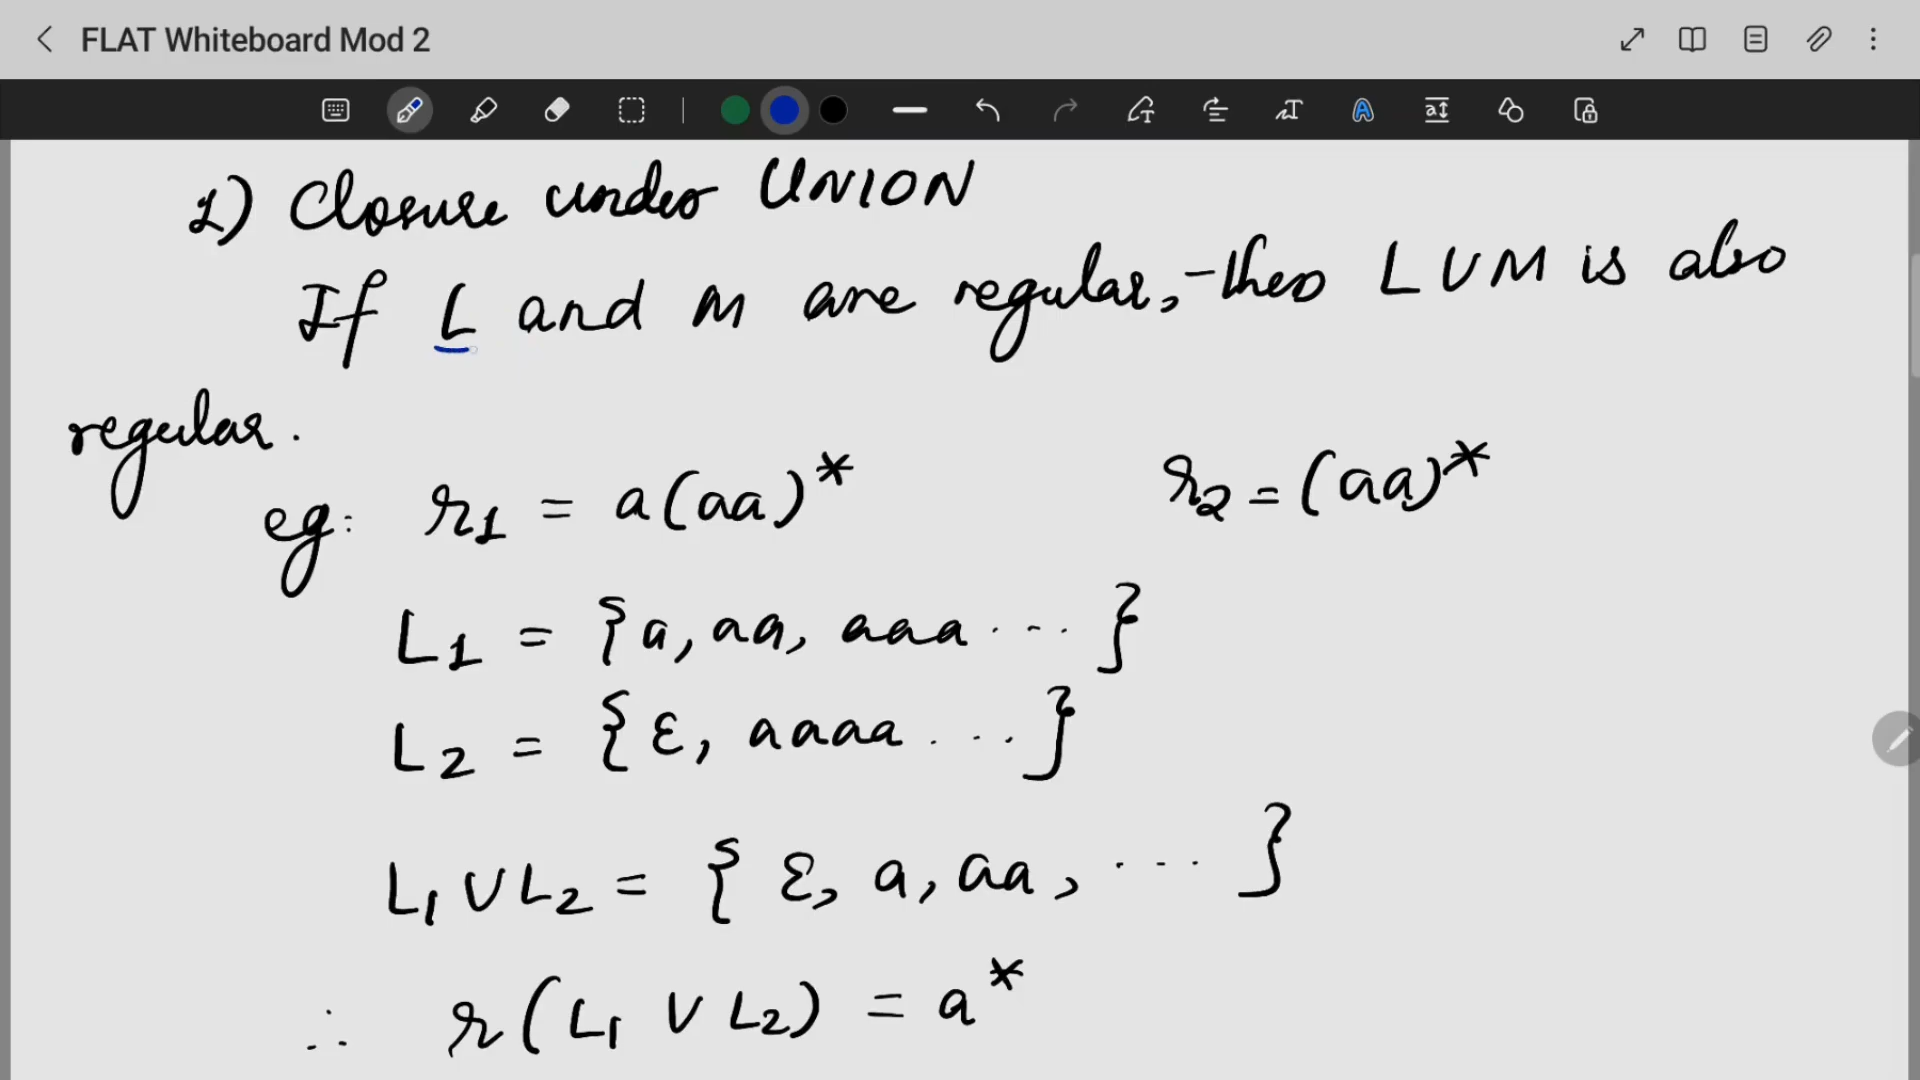 FLAT Whiteboard Mod 2
1) Closure under UNION
If L and M are regular, then L ∪ M is also
regular.
eg: r1 = a(aa)* r2 = (aa)*
L1 = {a, aa, aaa ....}
L2 = {ε, aaaa ....}
L1 ∪ L2 = {ε, a, aa, ....}
∴ r(L1 ∪ L2) = a*